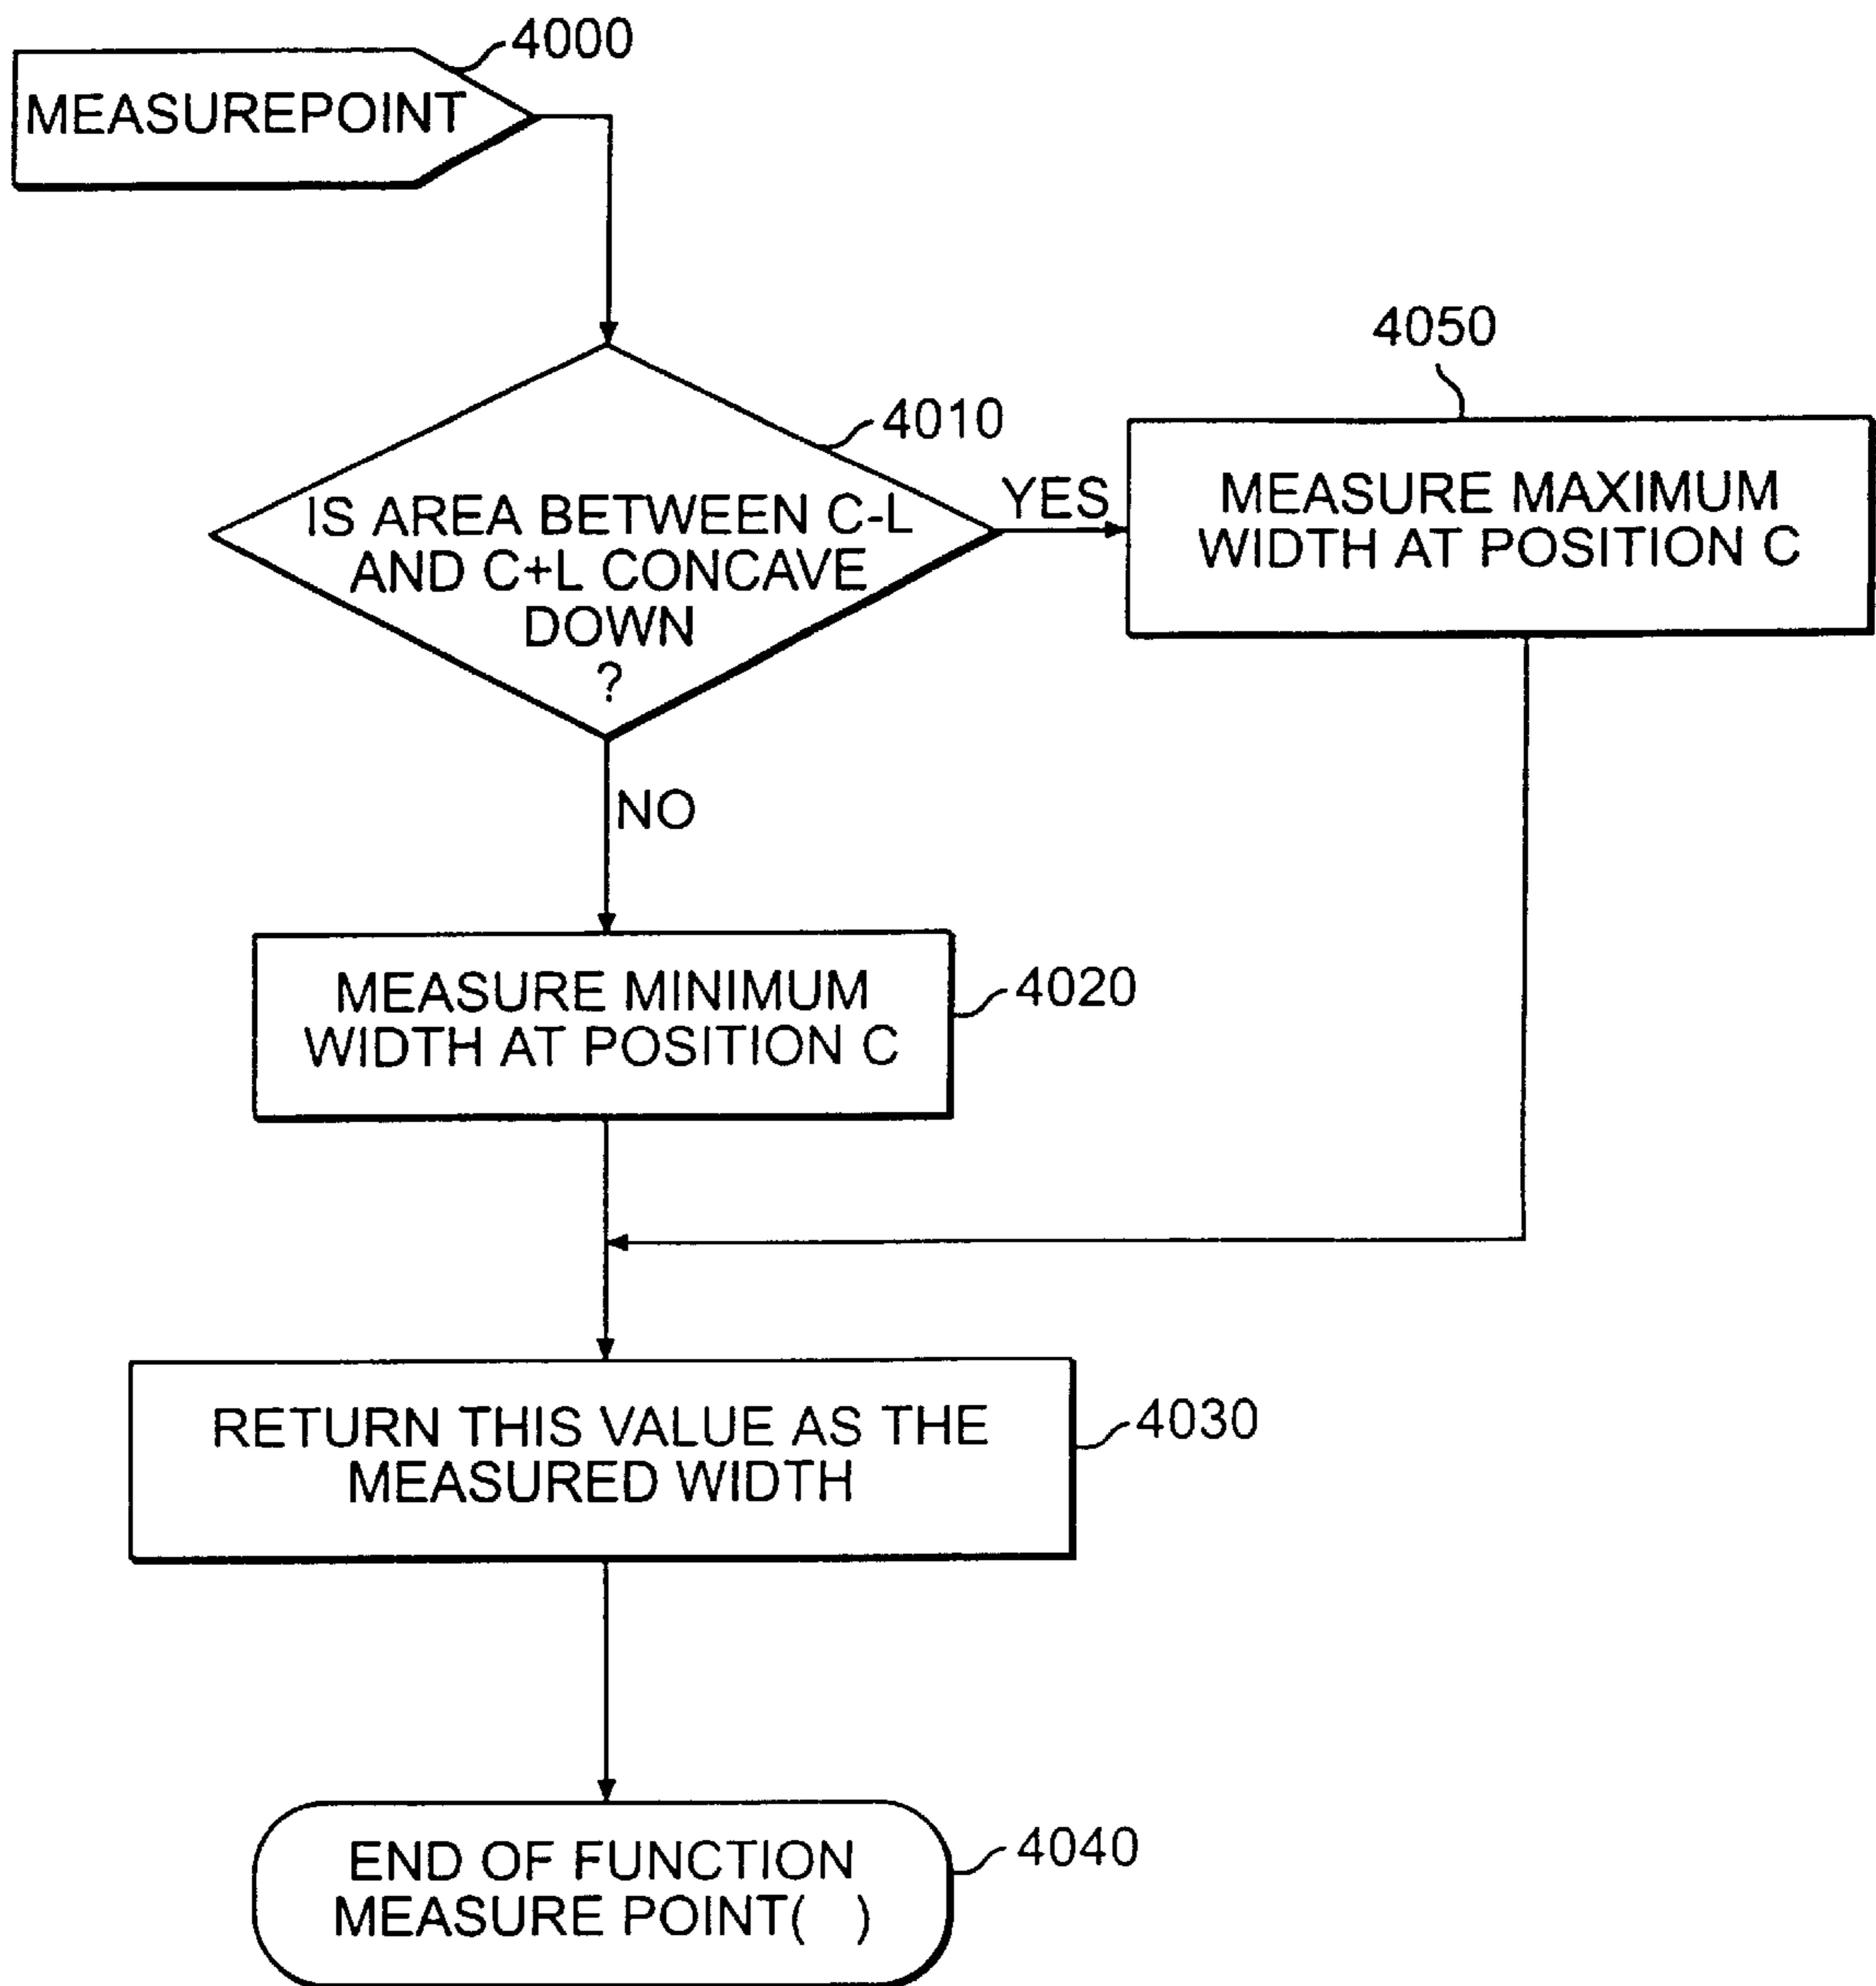 4000
MEASUREPOINT
4010
IS AREA BETWEEN C-L
AND C+L CONCAVE
DOWN
?
YES
4050
MEASURE MAXIMUM
WIDTH AT POSITION C
NO
MEASURE MINIMUM
WIDTH AT POSITION C
4020
RETURN THIS VALUE AS THE
MEASURED WIDTH
4030
END OF FUNCTION
MEASURE POINT( )
4040